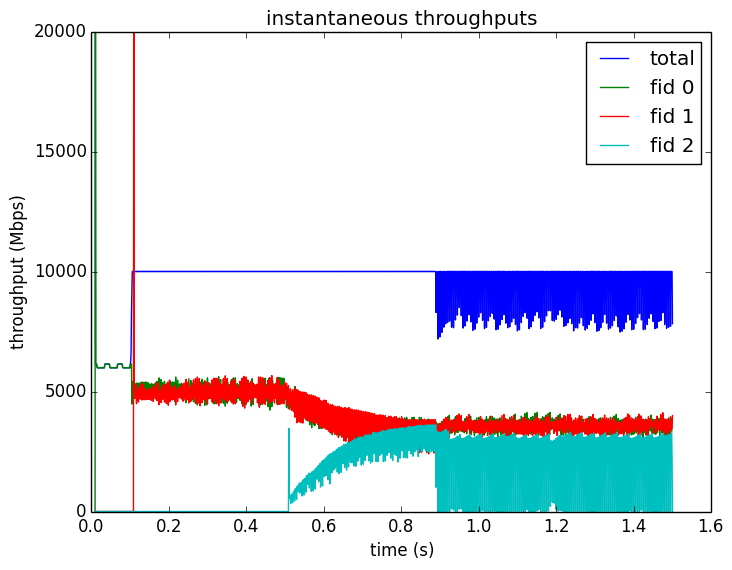 instantaneous throughputs
20000
15000
10000
5000
0
throughput (Mbps)
total
fid 0
fid 1
fid 2
0.0 0.2 0.4 0.6 0.8 1.0 1.2 1.4 1.6
time (s)